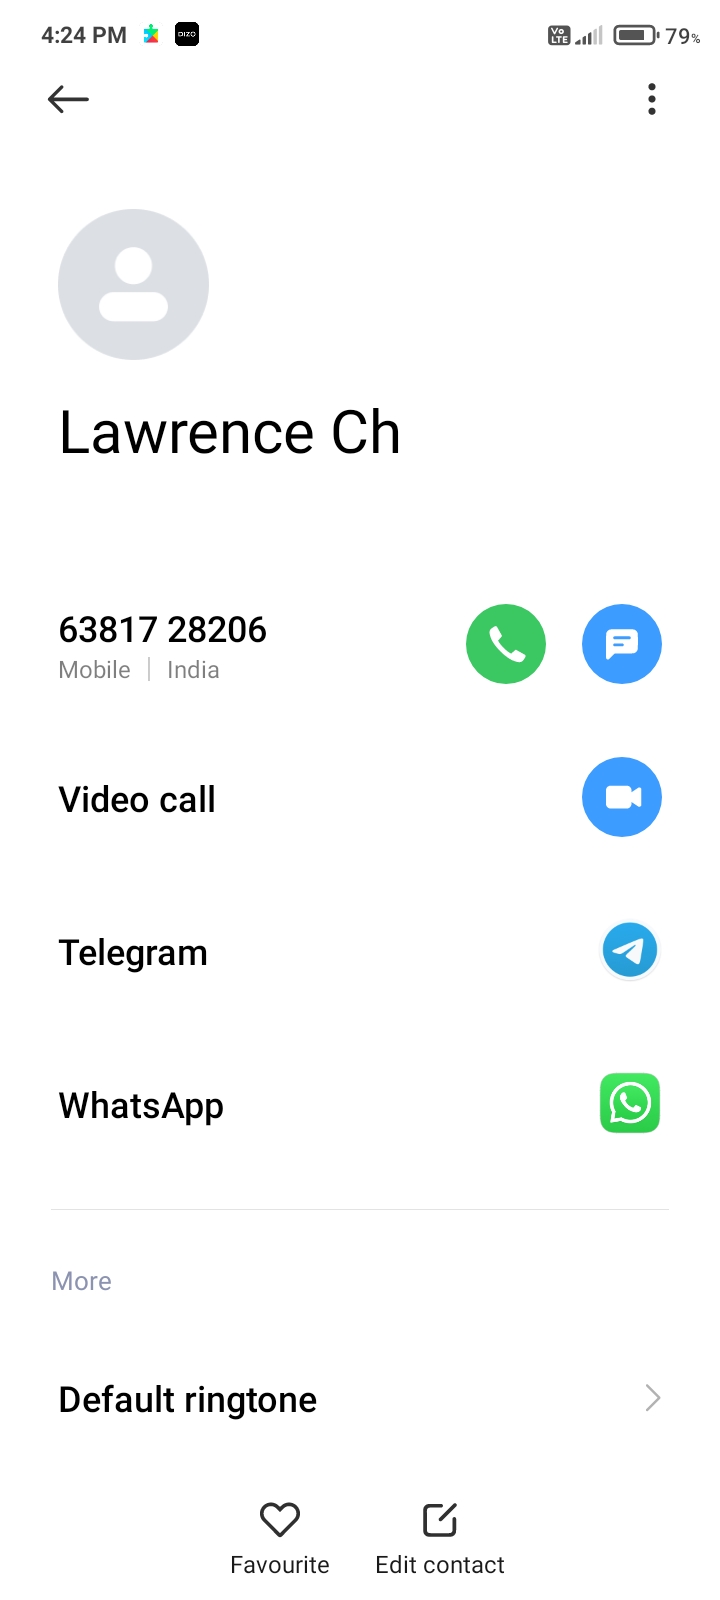 4:24 PM DIZO Vo LTE 79%
Lawrence Ch
63817 28206
Mobile | India
Video call
Telegram
WhatsApp
More
Default ringtone
Favourite Edit contact